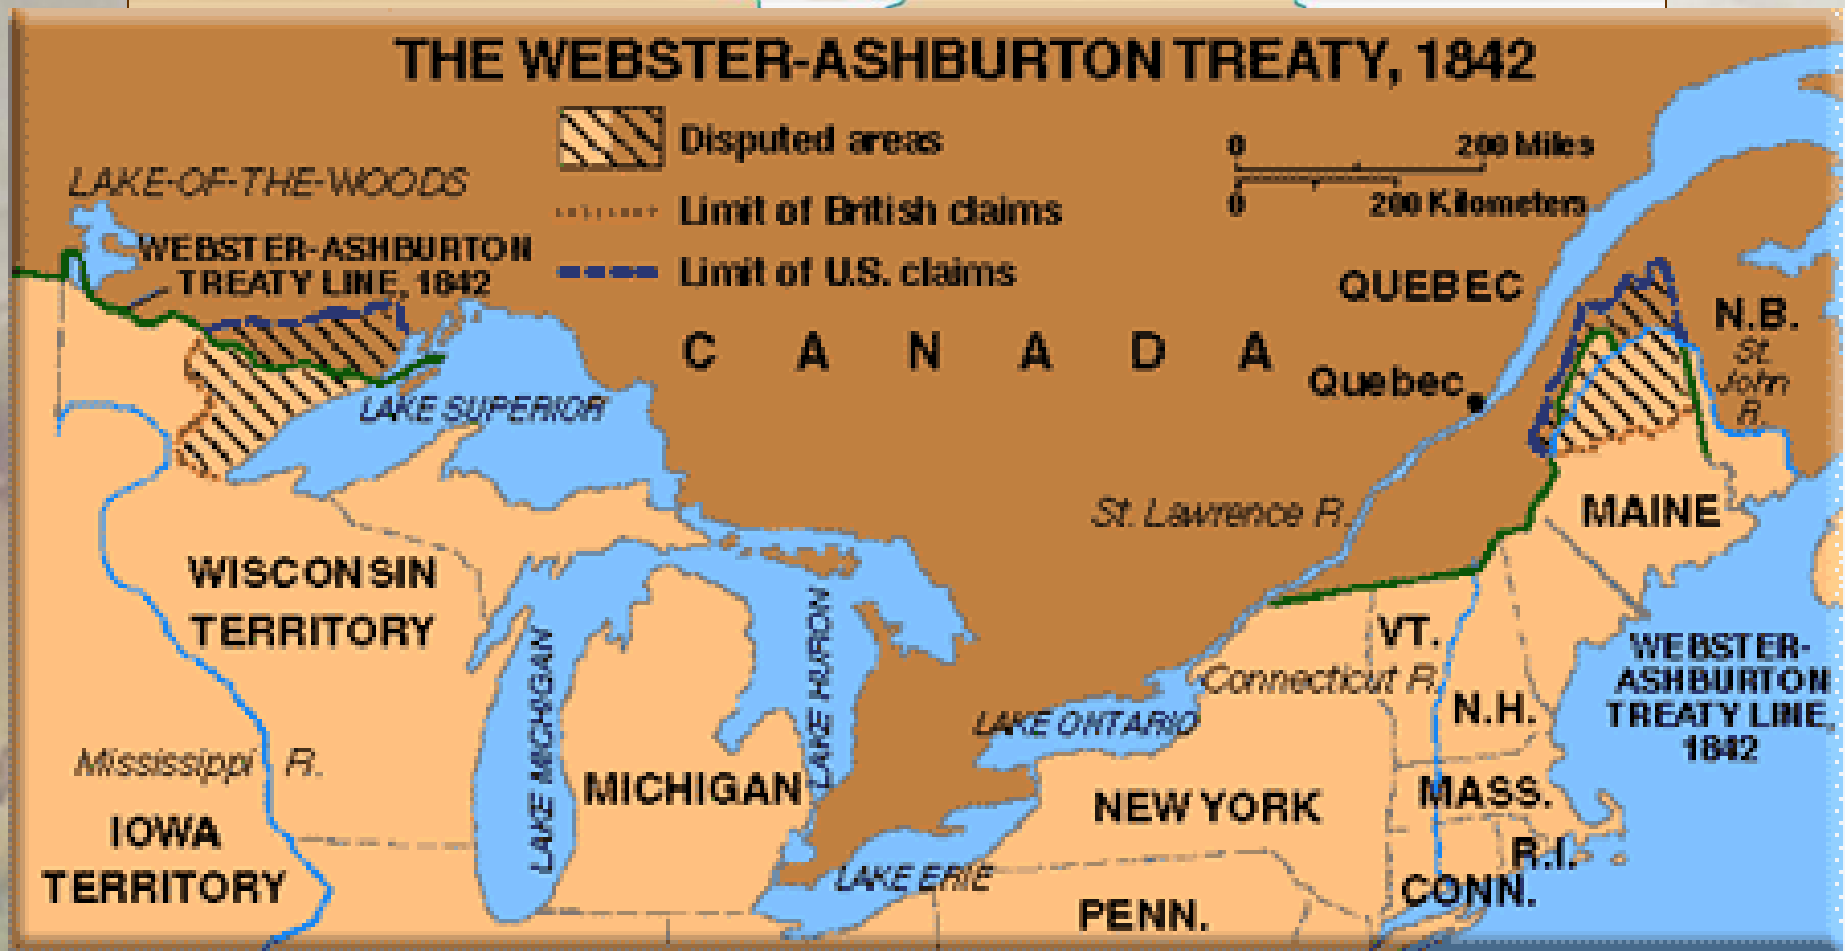 THE WEBSTER-ASHBURTON TREATY, 1842
Disputed areas
Limit of British claims
Limit of U.S. claims
0 200 Miles
0 200 Kilometers
LAKE-OF-THE-WOODS
WEBSTER-ASHBURTON
TREATY LINE, 1842
QUEBEC
N.B.
St.
John
R.
CANADA
Quebec
LAKE SUPERIOR
St. Lawrence R.
MAINE
WISCONSIN
TERRITORY
LAKE MICHIGAN
LAKE HURON
VT.
WEBSTER-
ASHBURTON
TREATY LINE,
1842
Connecticut R.
N.H.
LAKE ONTARIO
Mississippi R.
MICHIGAN
NEW YORK
MASS.
IOWA
TERRITORY
R.I.
LAKE ERIE
CONN.
PENN.